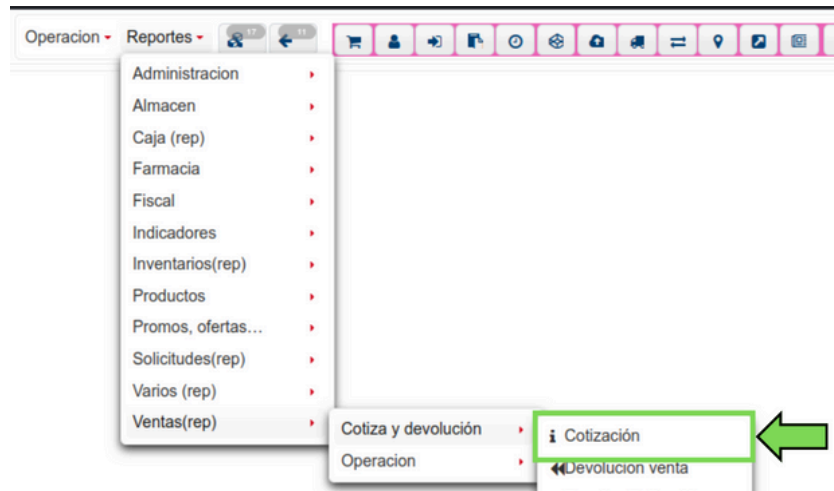 Operacion Reportes 17 11
Administracion
Almacen
Caja (rep)
Farmacia
Fiscal
Indicadores
Inventarios(rep)
Productos
Promos, ofertas...
Solicitudes(rep)
Varios (rep)
Ventas(rep)
Cotiza y devolución
Operacion
Cotización
Devolucion venta